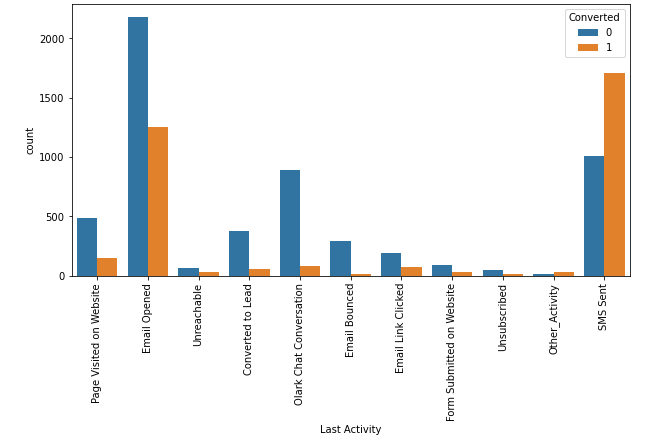 Converted
0
1
2000
1500
1000
500
0
count
Page Visited on Website
Email Opened
Unreachable
Converted to Lead
Olark Chat Conversation
Email Bounced
Email Link Clicked
Form Submitted on Website
Unsubscribed
Other_Activity
SMS Sent
Last Activity